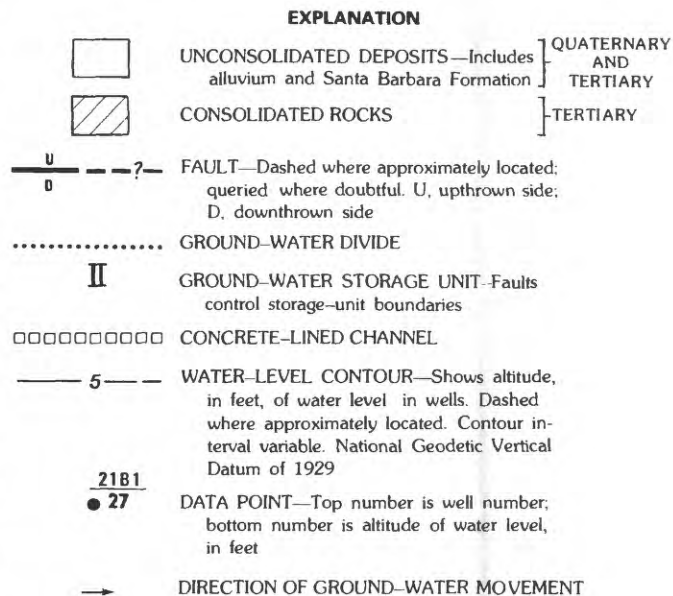 EXPLANATION
UNCONSOLIDATED DEPOSITS—Includes
alluvium and Santa Barbara Formation
QUATERNARY
AND
TERTIARY
CONSOLIDATED ROCKS
TERTIARY
U
D
?
FAULT—Dashed where approximately located;
queried where doubtful. U, upthrown side;
D, downthrown side
GROUND–WATER DIVIDE
II
GROUND–WATER STORAGE UNIT–Faults
control storage–unit boundaries
CONCRETE–LINED CHANNEL
5
WATER–LEVEL CONTOUR—Shows altitude,
in feet, of water level in wells. Dashed
where approximately located. Contour in-
terval variable. National Geodetic Vertical
Datum of 1929
21B1
27
DATA POINT—Top number is well number;
bottom number is altitude of water level,
in feet
DIRECTION OF GROUND–WATER MOVEMENT